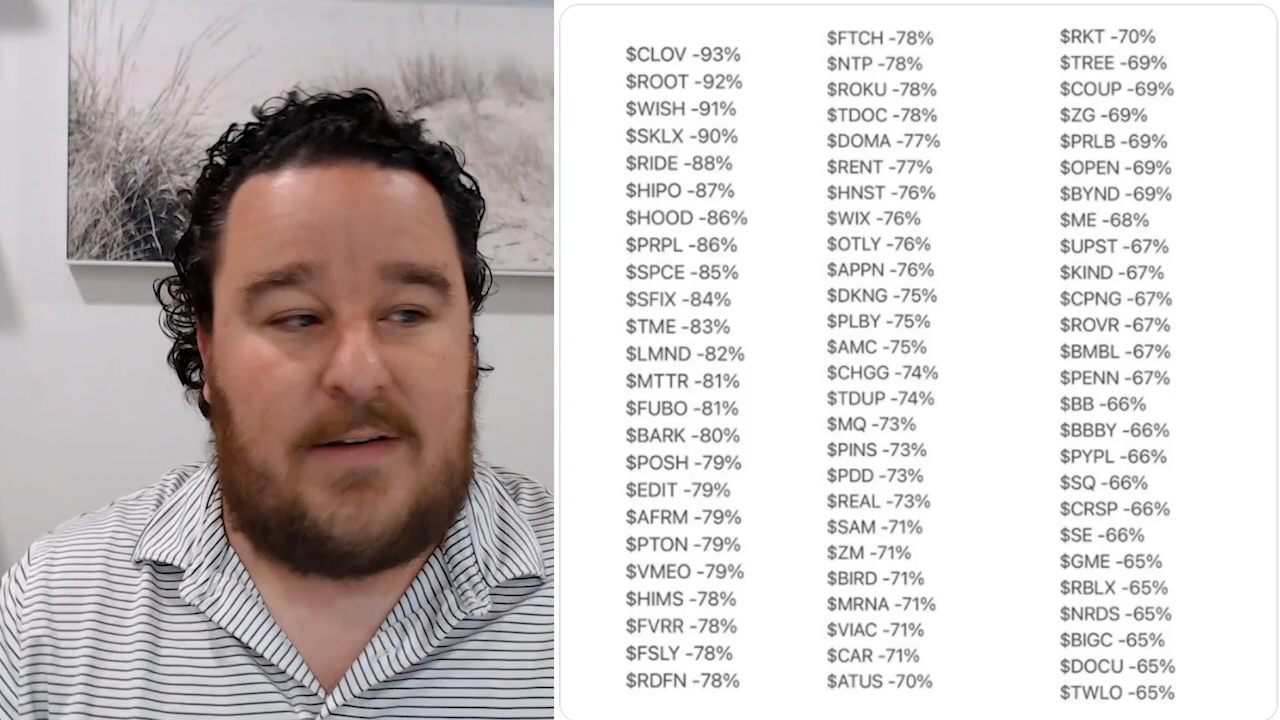 $CLOV -93%
$ROOT -92%
$WISH -91%
$SKLX -90%
$RIDE -88%
$HIPO -87%
$HOOD -86%
$PRPL -86%
$SPCE -85%
$SFIX -84%
$TME -83%
$LMND -82%
$MTTR -81%
$FUBO -81%
$BARK -80%
$POSH -79%
$EDIT -79%
$AFRM -79%
$PTON -79%
$VMEO -79%
$HIMS -78%
$FVRR -78%
$FSLY -78%
$RDFN -78%
$FTCH -78%
$NTP -78%
$ROKU -78%
$TDOC -78%
$DOMA -77%
$RENT -77%
$HNST -76%
$WIX -76%
$OTLY -76%
$APPN -76%
$DKNG -75%
$PLBY -75%
$AMC -75%
$CHGG -74%
$TDUP -74%
$MQ -73%
$PINS -73%
$PDD -73%
$REAL -73%
$SAM -71%
$ZM -71%
$BIRD -71%
$MRNA -71%
$VIAC -71%
$CAR -71%
$ATUS -70%
$RKT -70%
$TREE -69%
$COUP -69%
$ZG -69%
$PRLB -69%
$OPEN -69%
$BYND -69%
$ME -68%
$UPST -67%
$KIND -67%
$CPNG -67%
$ROVR -67%
$BMBL -67%
$PENN -67%
$BB -66%
$BBBY -66%
$PYPL -66%
$SQ -66%
$CRSP -66%
$SE -66%
$GME -65%
$RBLX -65%
$NRDS -65%
$BIGC -65%
$DOCU -65%
$TWLO -65%